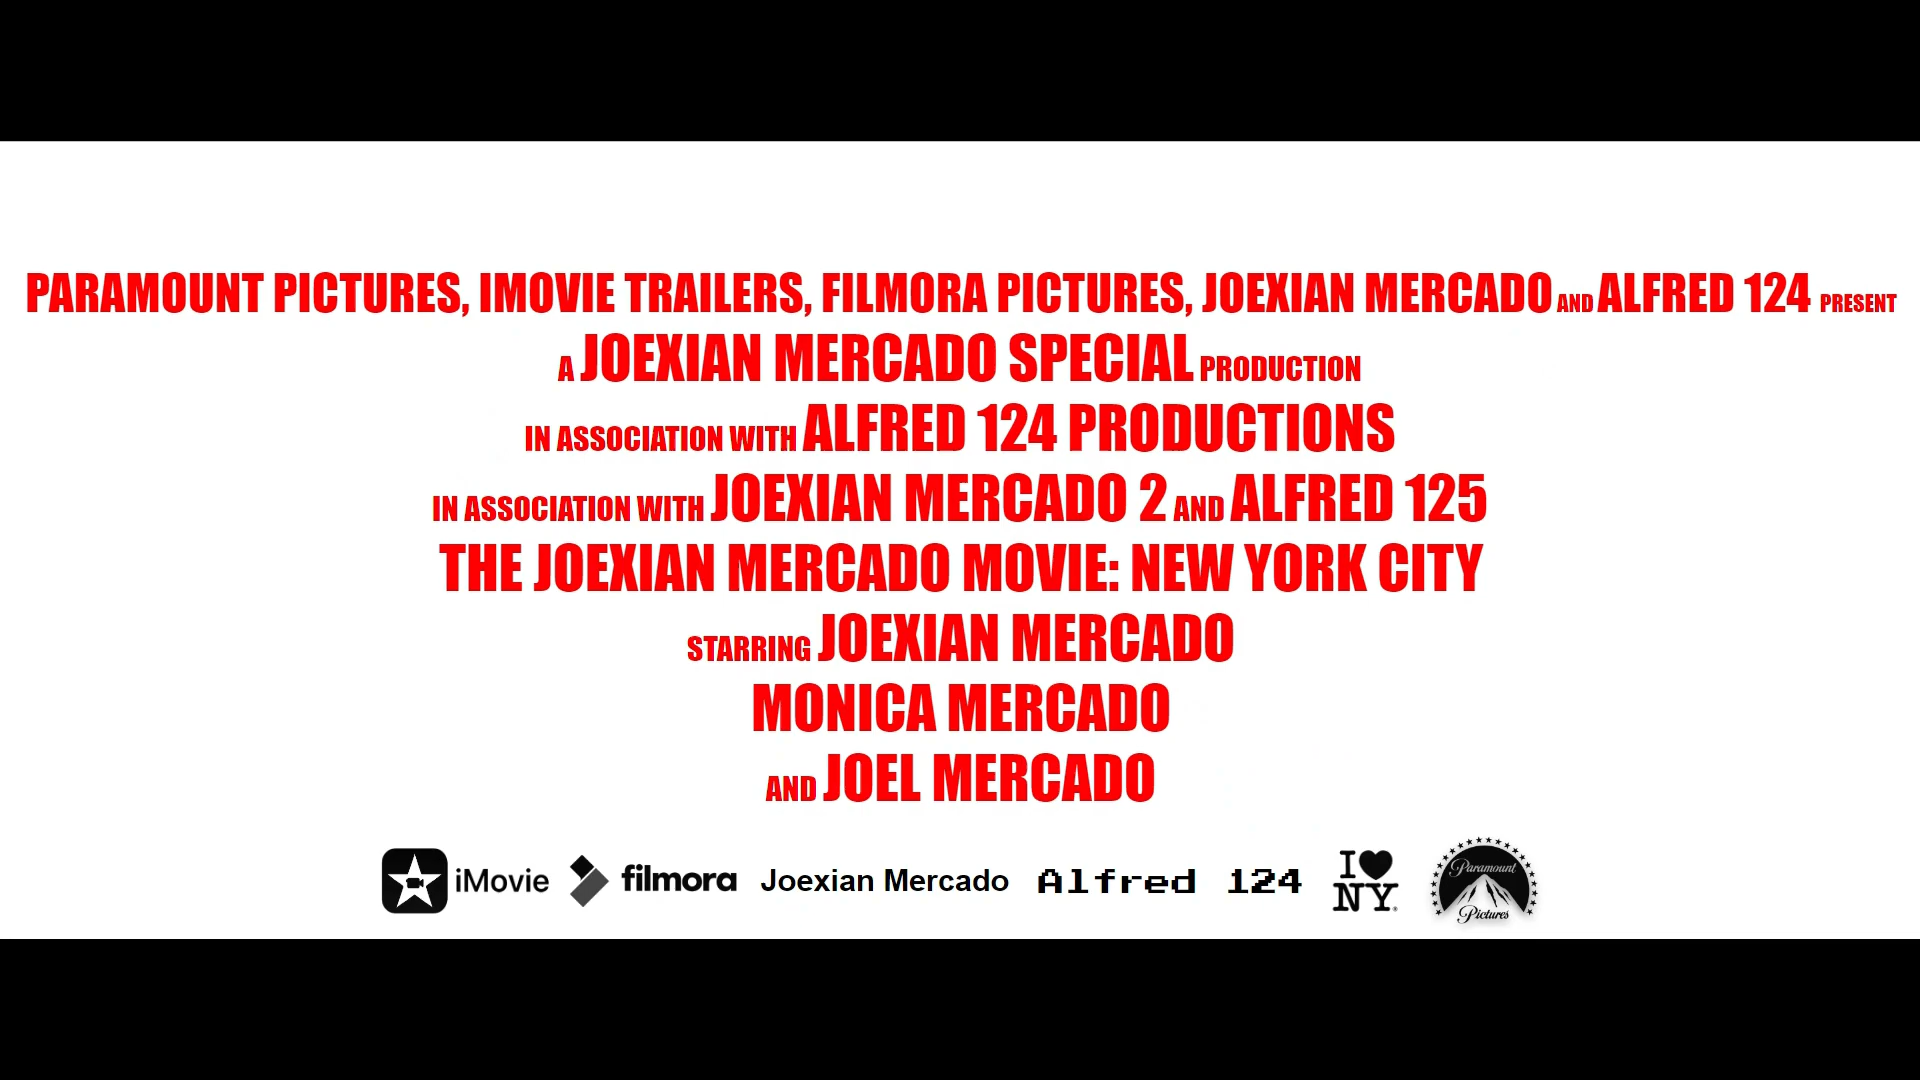 PARAMOUNT PICTURES, IMOVIE TRAILERS, FILMORA PICTURES, JOEXIAN MERCADO AND ALFRED 124 PRESENT
A JOEXIAN MERCADO SPECIAL PRODUCTION
IN ASSOCIATION WITH ALFRED 124 PRODUCTIONS
IN ASSOCIATION WITH JOEXIAN MERCADO 2 AND ALFRED 125
THE JOEXIAN MERCADO MOVIE: NEW YORK CITY
STARRING JOEXIAN MERCADO
MONICA MERCADO
AND JOEL MERCADO
iMovie
filmora
Joexian Mercado
Alfred 124
I♥
NY®
Paramount
Pictures